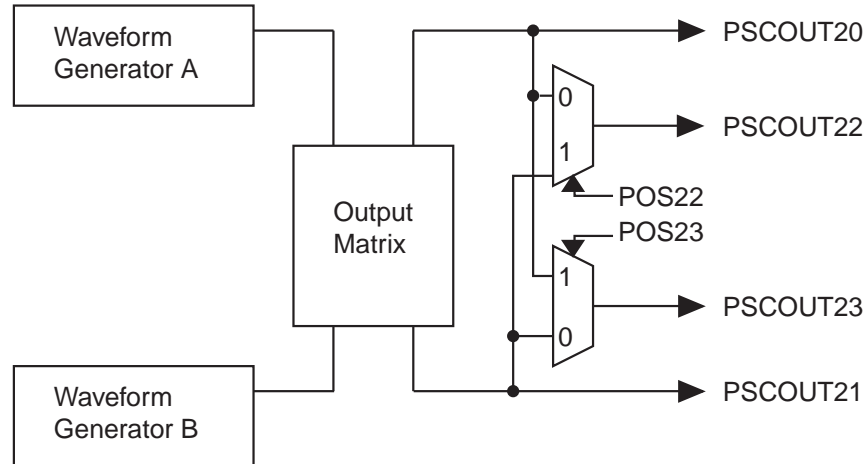 Waveform
Generator A
PSCOUT20
0
PSCOUT22
1
POS22
Output
Matrix
POS23
1
PSCOUT23
0
PSCOUT21
Waveform
Generator B